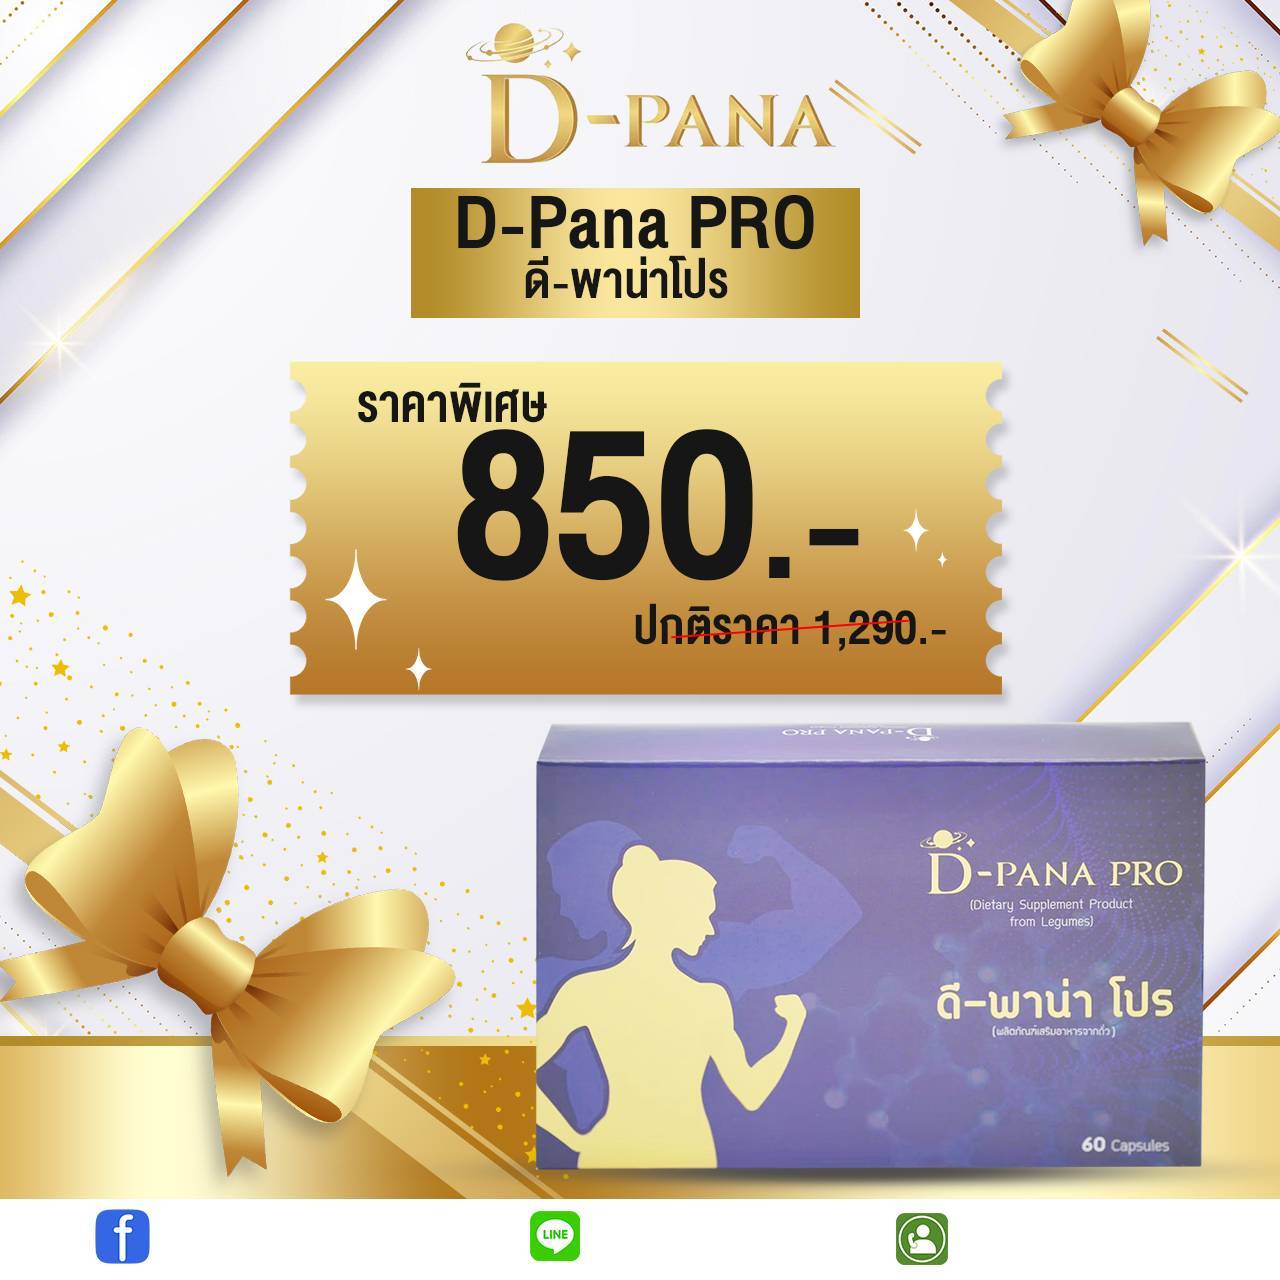 D-PANA
D-Pana PRO
ดี-พาน่าโปร
ราคาพิเศษ
850.-
ปกติราคา 1,290.-
D-PANA PRO
D-PANA PRO
(Dietary Supplement Product
from Legumes)
ดี-พาน่า โปร
(ผลิตภัณฑ์เสริมอาหารจากถั่ว)
60 Capsules
f
LINE